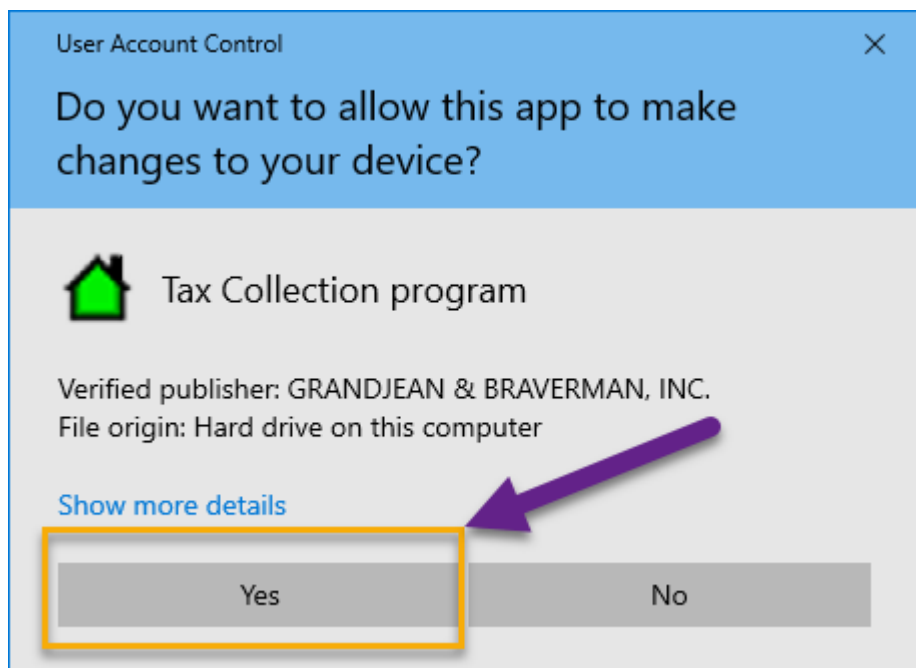 User Account Control
Do you want to allow this app to make
changes to your device?
Tax Collection program
Verified publisher: GRANDJEAN & BRAVERMAN, INC.
File origin: Hard drive on this computer
Show more details
Yes
No